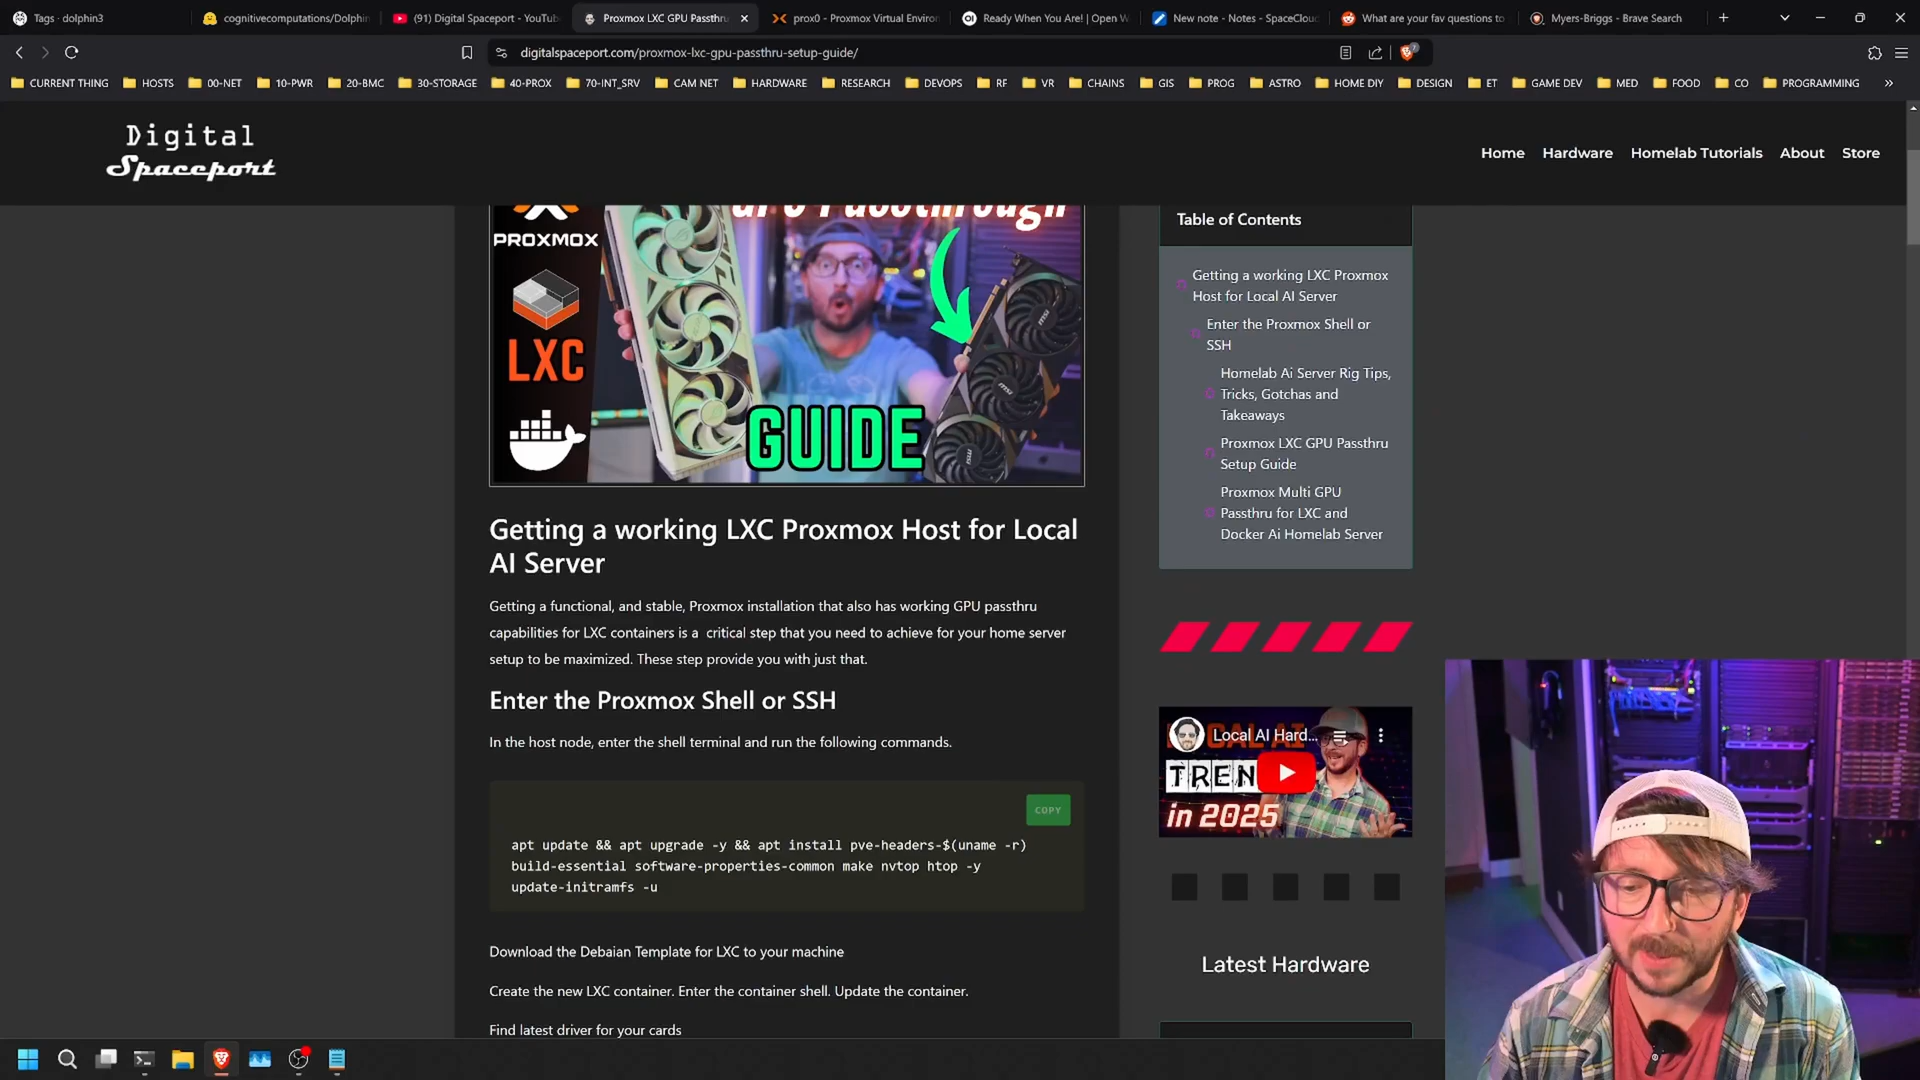 Tags · dolphin3
cognitivecomputations/Dolphin
(91) Digital Spaceport - YouTube
Proxmox LXC GPU Passthru
prox0 - Proxmox Virtual Environ
Ready When You Are! | Open W
New note - Notes - SpaceCloud
What are your fav questions to
Myers-Briggs - Brave Search
digitalspaceport.com/proxmox-lxc-gpu-passthru-setup-guide/
CURRENT THING
HOSTS
00-NET
10-PWR
20-BMC
30-STORAGE
40-PROX
70-INT_SRV
CAM NET
HARDWARE
RESEARCH
DEVOPS
RF
VR
CHAINS
GIS
PROG
ASTRO
HOME DIY
DESIGN
ET
GAME DEV
MED
FOOD
CO
PROGRAMMING
Digital
Spaceport
Home
Hardware
Homelab Tutorials
About
Store
PROXMOX
LXC
GUIDE
Getting a working LXC Proxmox Host for Local
AI Server
Getting a functional, and stable, Proxmox installation that also has working GPU passthru
capabilities for LXC containers is a critical step that you need to achieve for your home server
setup to be maximized. These step provide you with just that.
Enter the Proxmox Shell or SSH
In the host node, enter the shell terminal and run the following commands.
COPY
apt update && apt upgrade -y && apt install pve-headers-$(uname -r)
build-essential software-properties-common make nvtop htop -y
update-initramfs -u
Download the Debaian Template for LXC to your machine
Create the new LXC container. Enter the container shell. Update the container.
Find latest driver for your cards
Table of Contents
Getting a working LXC Proxmox
Host for Local AI Server
Enter the Proxmox Shell or
SSH
Homelab Ai Server Rig Tips,
Tricks, Gotchas and
Takeaways
Proxmox LXC GPU Passthru
Setup Guide
Proxmox Multi GPU
Passthru for LXC and
Docker Ai Homelab Server
Local AI Hard...
TREN
in 2025
Latest Hardware